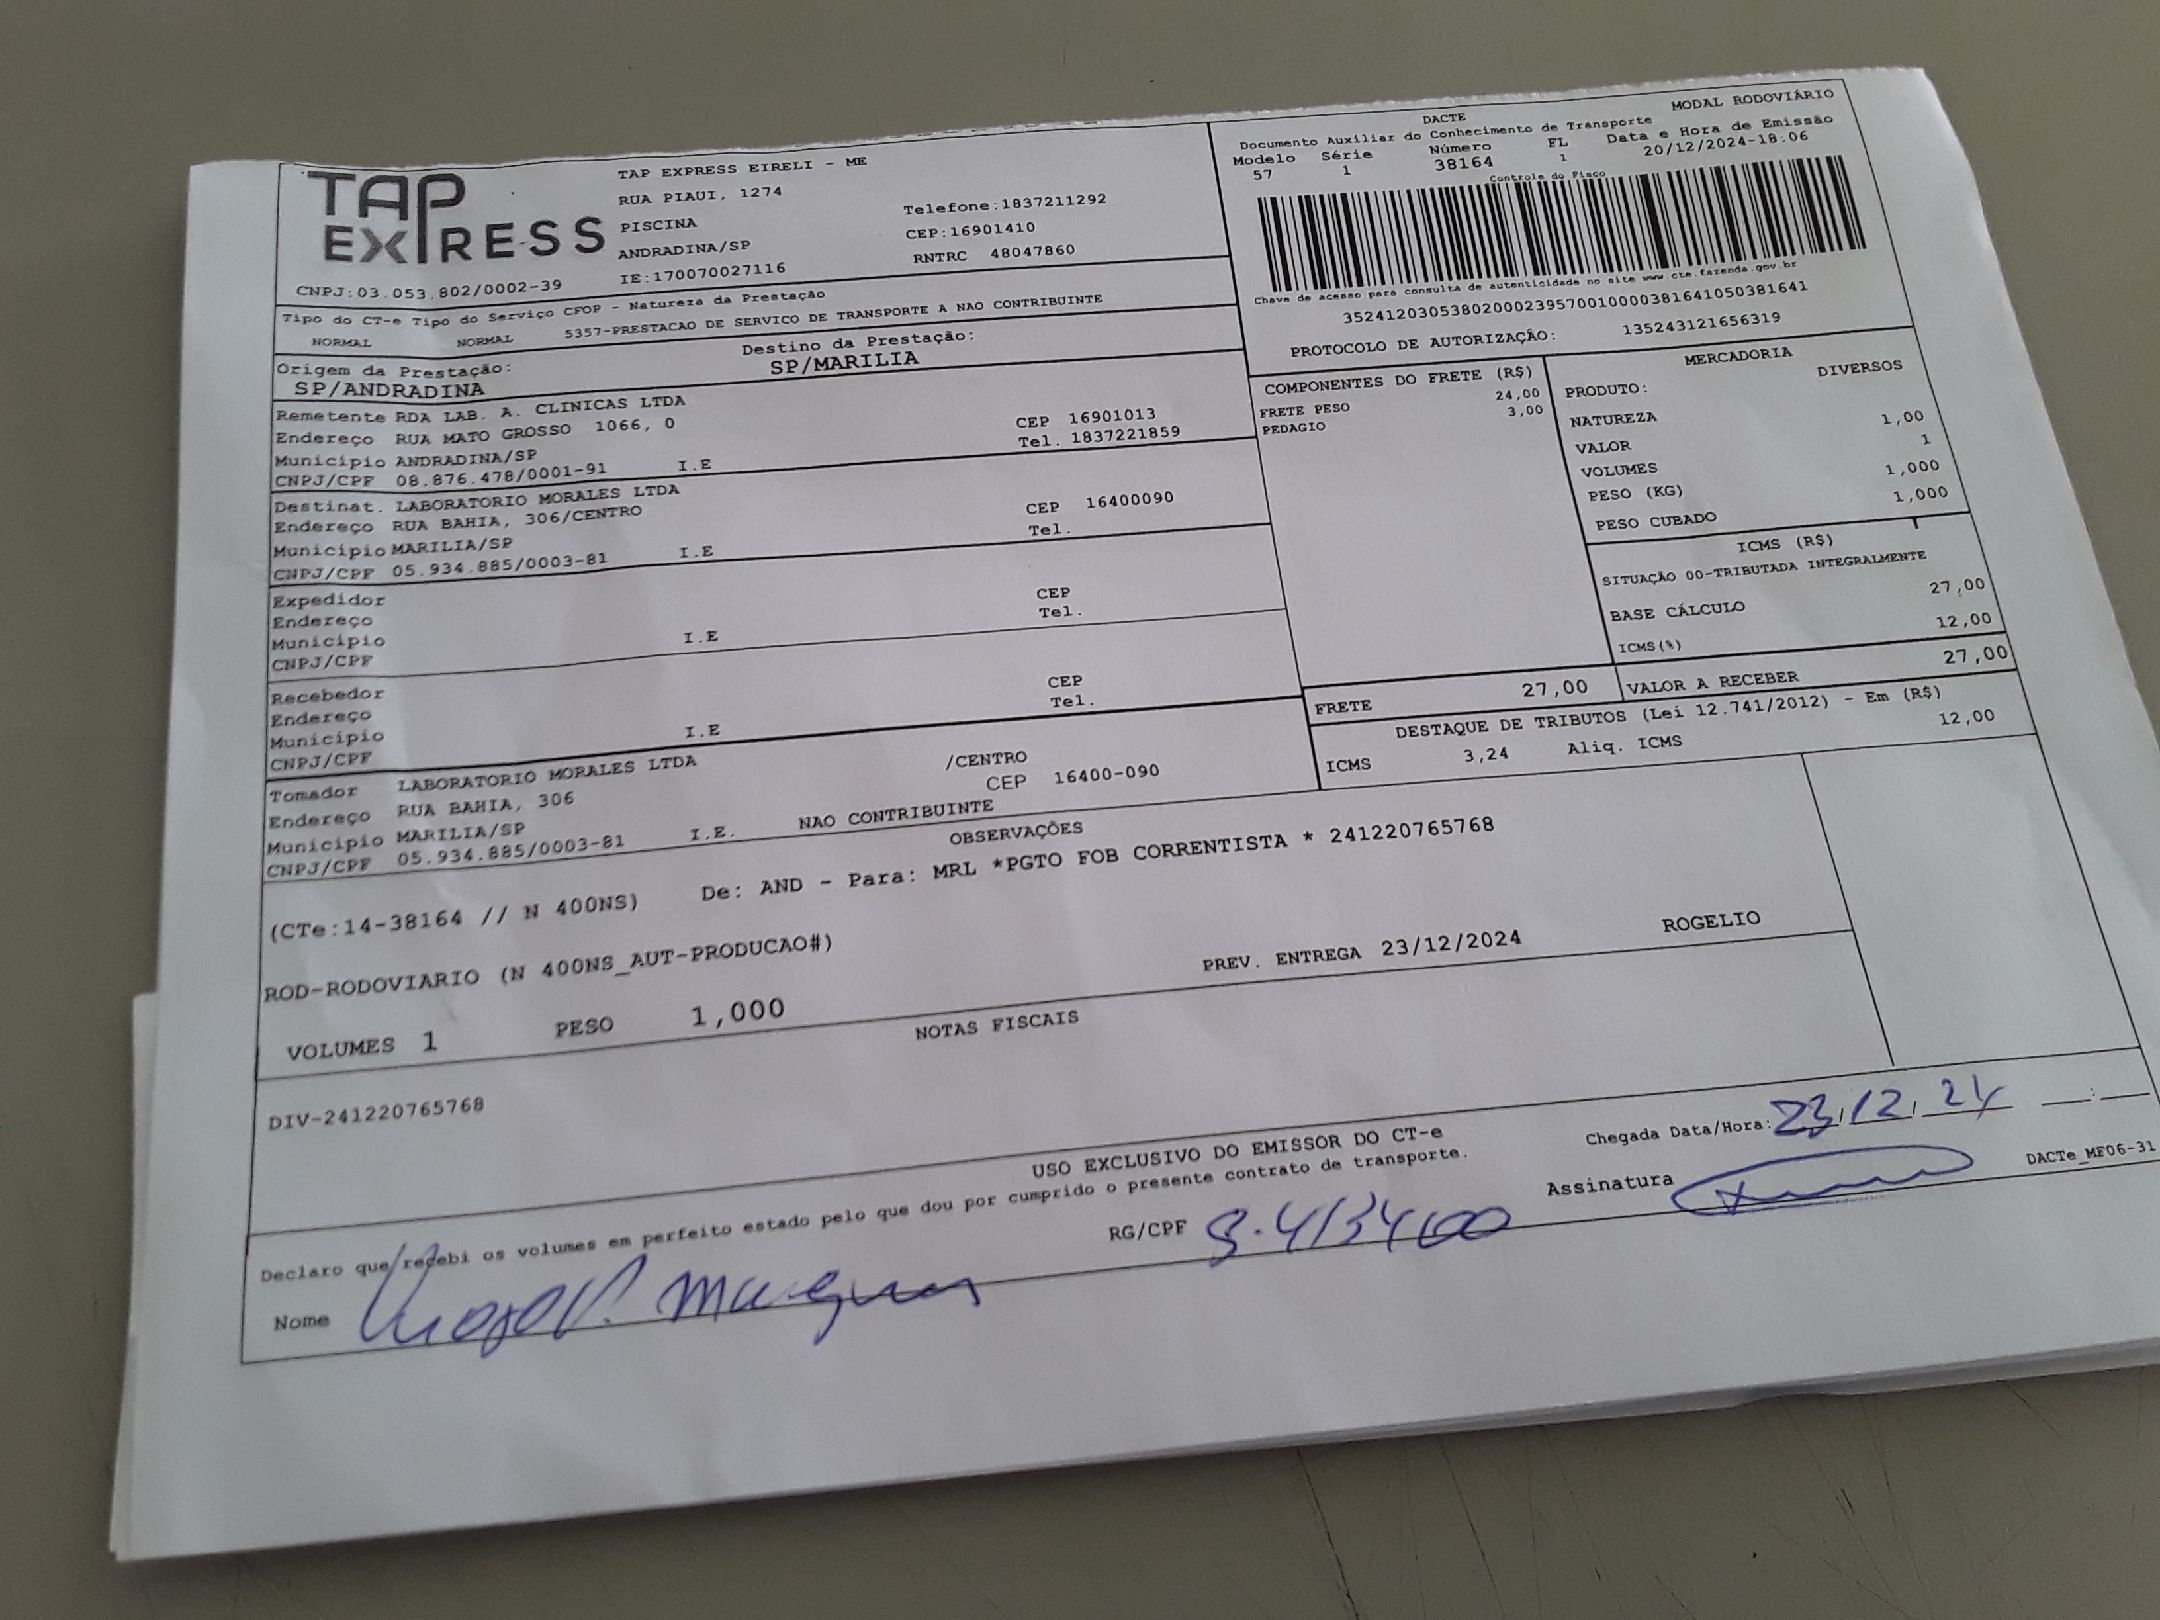 TAP EXPRESS
TAP EXPRESS EIRELI - ME
RUA PIAUI, 1274
PISCINA
ANDRADINA/SP
IE:170070027116
Telefone:1837211292
CEP:16901410
RNTRC 48047860
CNPJ:03.053.802/0002-39
DACTE
MODAL RODOVIÁRIO
Documento Auxiliar do Conhecimento de Transporte
Modelo Série Número FL Data e Hora de Emissão
57 1 38164 1 20/12/2024-18:06
Controle do Fisco
Chave de acesso para consulta de autenticidade no site www.cte.fazenda.gov.br
35241203053802000239570010000381641050381641
PROTOCOLO DE AUTORIZAÇÃO: 135243121656319
Tipo do CT-e Tipo do Serviço CFOP - Natureza da Prestação
NORMAL NORMAL 5357-PRESTACAO DE SERVICO DE TRANSPORTE A NAO CONTRIBUINTE
Origem da Prestação: Destino da Prestação:
SP/ANDRADINA SP/MARILIA
Remetente RDA LAB. A. CLINICAS LTDA
Endereço RUA MATO GROSSO 1066, 0 CEP 16901013
Município ANDRADINA/SP Tel. 1837221859
CNPJ/CPF 08.876.478/0001-91 I.E
Destinat. LABORATORIO MORALES LTDA
Endereço RUA BAHIA, 306/CENTRO CEP 16400090
Município MARILIA/SP Tel.
CNPJ/CPF 05.934.885/0003-81 I.E
Expedidor
Endereço CEP
Município Tel.
CNPJ/CPF I.E
Recebedor
Endereço CEP
Município Tel.
CNPJ/CPF I.E
Tomador LABORATORIO MORALES LTDA
Endereço RUA BAHIA, 306 /CENTRO
Município MARILIA/SP CEP 16400-090
CNPJ/CPF 05.934.885/0003-81 I.E. NAO CONTRIBUINTE
COMPONENTES DO FRETE (R$)
FRETE PESO 24,00
PEDAGIO 3,00
MERCADORIA
PRODUTO: DIVERSOS
NATUREZA
VALOR 1,00
VOLUMES 1
PESO (KG) 1,000
PESO CUBADO 1,000
ICMS (R$)
SITUAÇÃO 00-TRIBUTADA INTEGRALMENTE
BASE CÁLCULO 27,00
ICMS(%) 12,00
FRETE 27,00 VALOR A RECEBER 27,00
DESTAQUE DE TRIBUTOS (Lei 12.741/2012) - Em (R$)
ICMS 3,24 Aliq. ICMS 12,00
OBSERVAÇÕES
(CTe:14-38164 // N 400NS) De: AND - Para: MRL *PGTO FOB CORRENTISTA * 241220765768
ROD-RODOVIARIO (N 400NS_AUT-PRODUCAO#)
PREV. ENTREGA 23/12/2024 ROGELIO
VOLUMES 1 PESO 1,000
NOTAS FISCAIS
DIV-241220765768
USO EXCLUSIVO DO EMISSOR DO CT-e
Chegada Data/Hora: 23/12/24 __:__
Declaro que recebi os volumes em perfeito estado pelo que dou por cumprido o presente contrato de transporte.
Nome
RG/CPF
Assinatura
DACTe_MF06-31